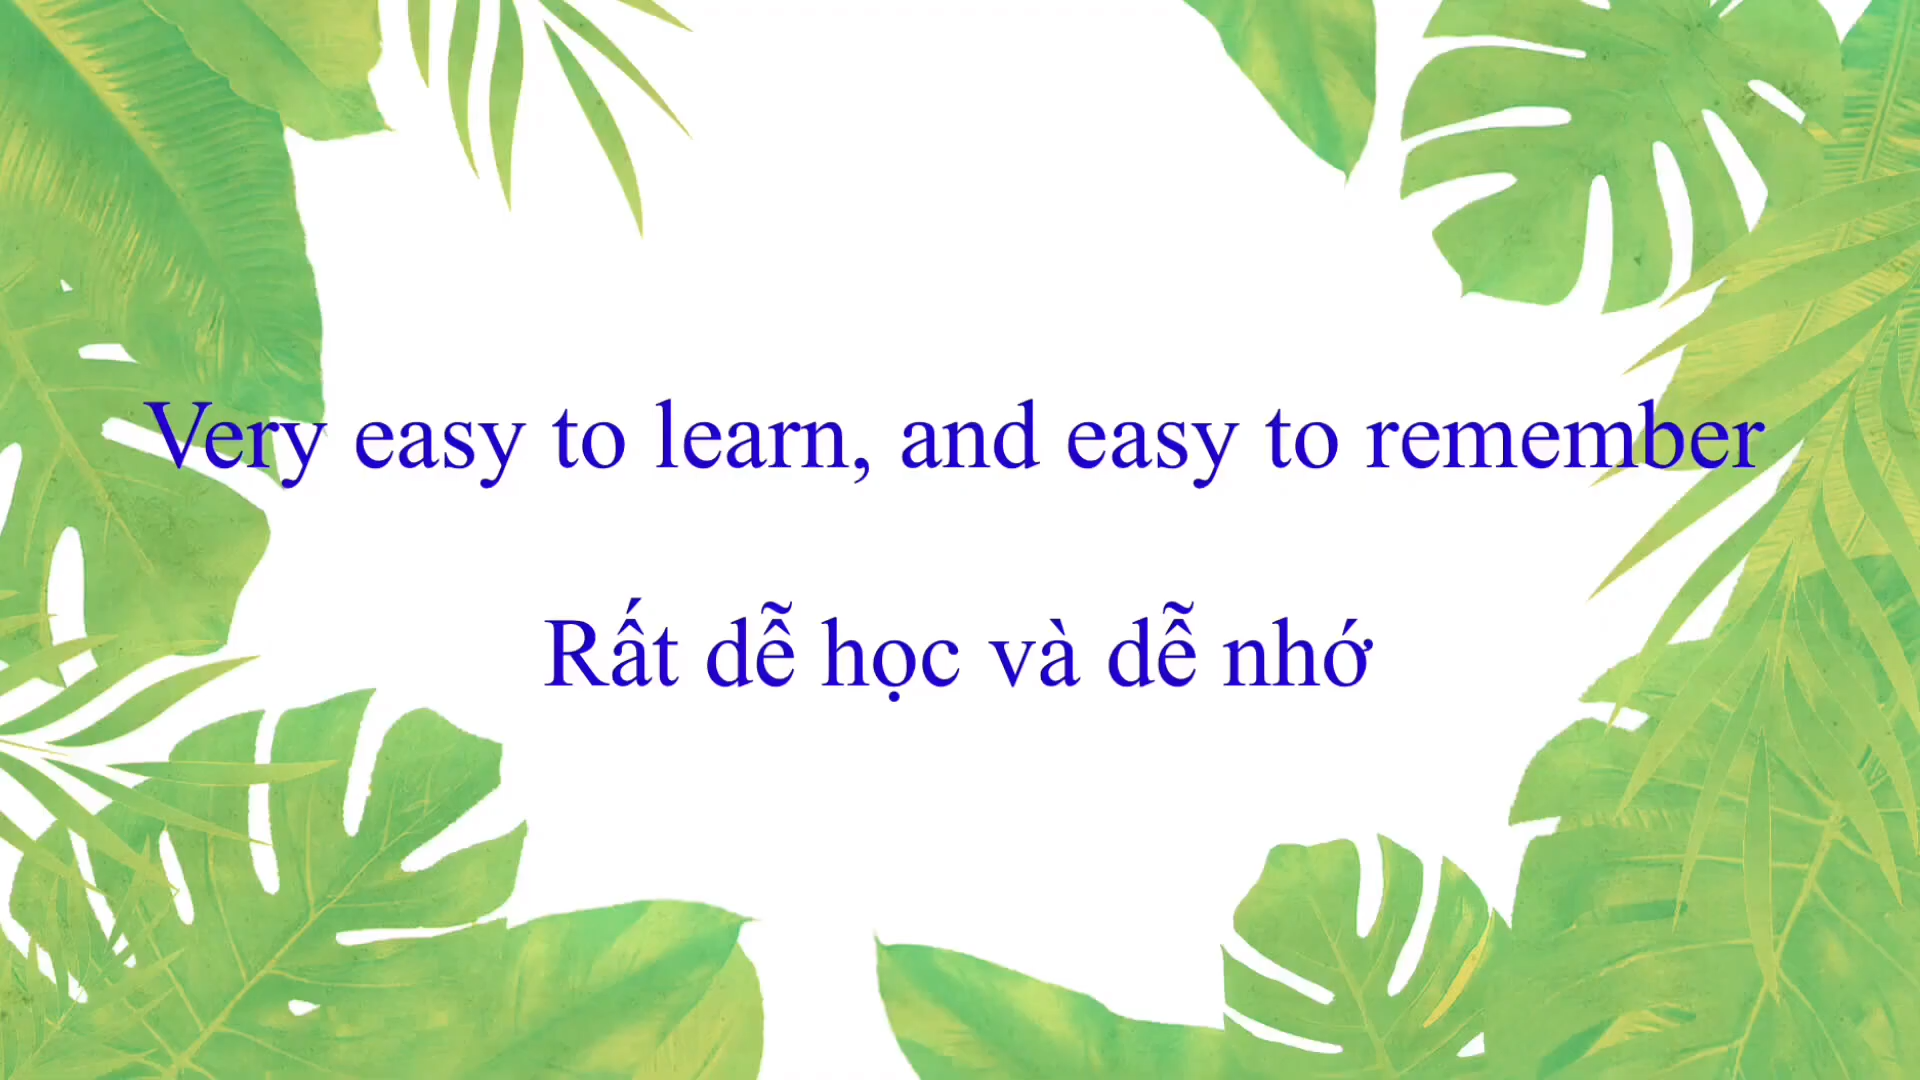 Very easy to learn, and easy to remember
Rất dễ học và dễ nhớ